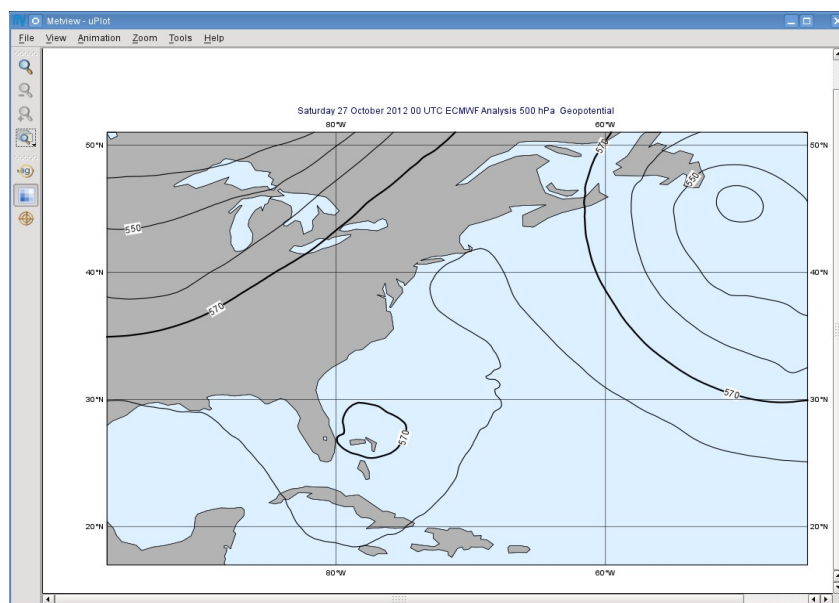 Metview - uPlot
File View Animation Zoom Tools Help
Saturday 27 October 2012 00 UTC ECMWF Analysis 500 hPa Geopotential
80°W 60°W
50°N 570 50°N
550
550
40°N 40°N
570
30°N 570 30°N
570
20°N 20°N
80°W 60°W